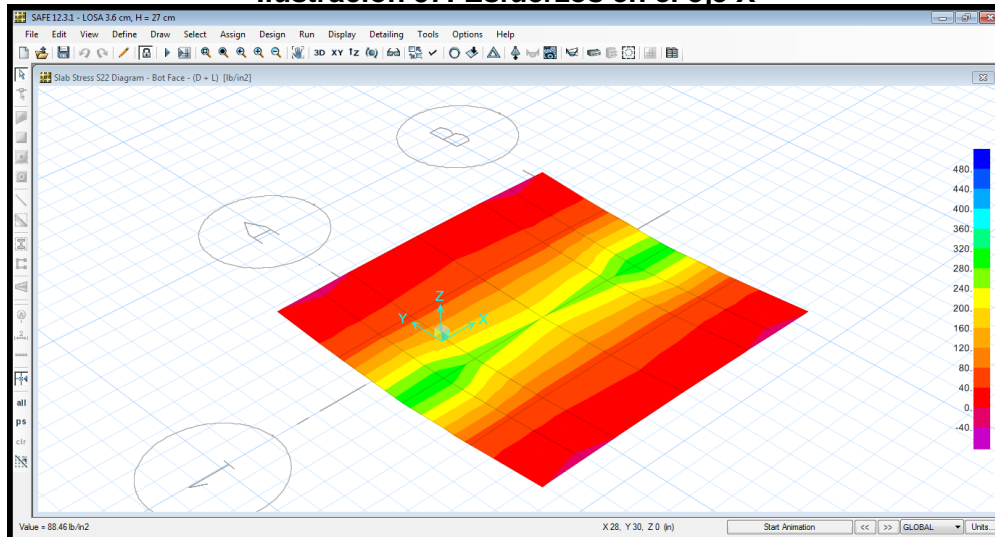 SAFE 12.3.1 - LOSA 3.6 cm, H = 27 cm
File Edit View Define Draw Select Assign Design Run Display Detailing Tools Options Help
3D XY
Slab Stress S22 Diagram - Bot Face - (D + L) [lb/in2]
B
A
1
Z
Y
X
480.
440.
400.
360.
320.
280.
240.
200.
160.
120.
80.
40.
0.
-40.
all
ps
clr
Value = 88.46 lb/in2
X 28, Y 30, Z 0 (in)
Start Animation
<< >>
GLOBAL
Units...